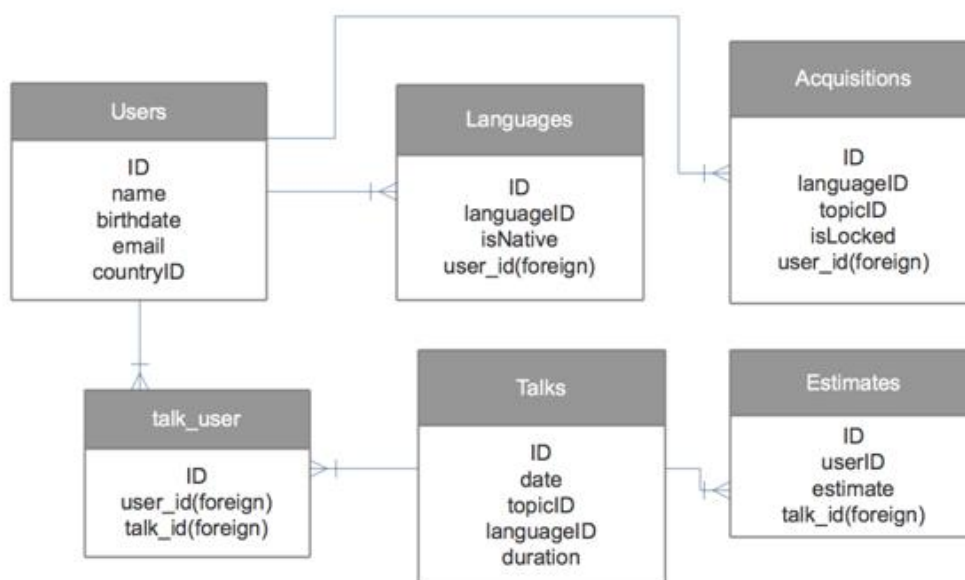 Users
ID
name
birthdate
email
countryID
Languages
ID
languageID
isNative
user_id(foreign)
Acquisitions
ID
languageID
topicID
isLocked
user_id(foreign)
talk_user
ID
user_id(foreign)
talk_id(foreign)
Talks
ID
date
topicID
languageID
duration
Estimates
ID
userID
estimate
talk_id(foreign)